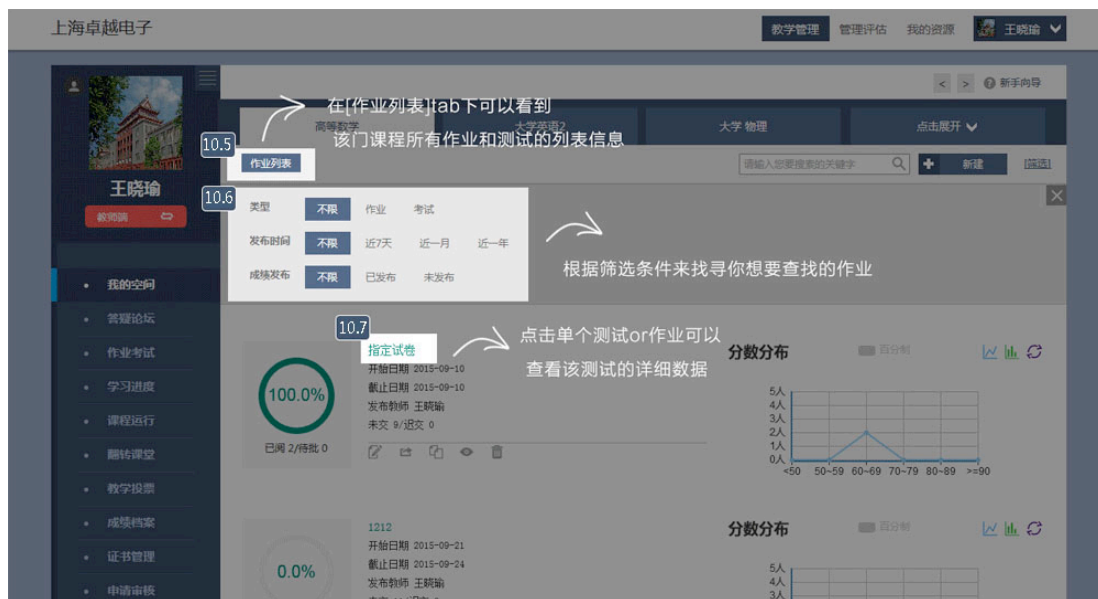 上海卓越电子
教学管理 管理评估 我的资源 王晓瑜
< > 新手向导
在[作业列表]tab下可以看到
该门课程所有作业和测试的列表信息
高等数学 大学英语2 大学 物理 点击展开
10.5
作业列表 请输入您要搜索的关键字 新建 [筛选]
王晓瑜
教师端
10.6
类型 不限 作业 考试
发布时间 不限 近7天 近一月 近一年
成绩发布 不限 已发布 未发布
根据筛选条件来找寻你想要查找的作业
我的空间
答疑论坛
作业考试
学习进度
课程运行
翻转课堂
教学投票
成绩档案
证书管理
申请审核
10.7
指定试卷
点击单个测试or作业可以
查看该测试的详细数据
开始日期 2015-09-10
截止日期 2015-09-10
发布教师 王晓瑜
未交 9/迟交 0
100.0%
已阅 2/待批 0
分数分布 百分制
5人
4人
3人
2人
1人
0人
<50 50~59 60~69 70~79 80~89 >=90
1212
开始日期 2015-09-21
截止日期 2015-09-24
发布教师 王晓瑜
0.0%
分数分布 百分制
5人
4人
3人